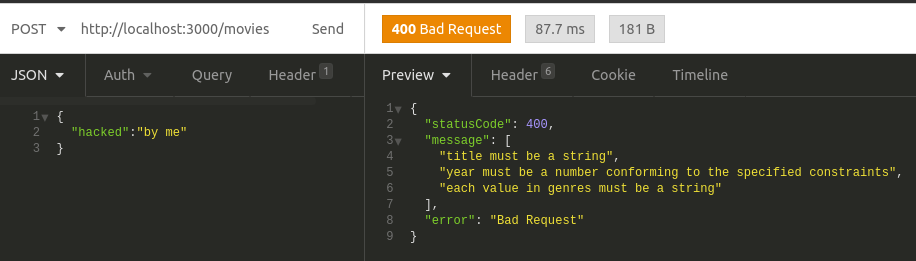 POST http://localhost:3000/movies Send 400 Bad Request 87.7 ms 181 B
JSON Auth Query Header 1 Preview Header 6 Cookie Timeline
1 {
2 "hacked":"by me"
3 }
1 {
2 "statusCode": 400,
3 "message": [
4 "title must be a string",
5 "year must be a number conforming to the specified constraints",
6 "each value in genres must be a string"
7 ],
8 "error": "Bad Request"
9 }